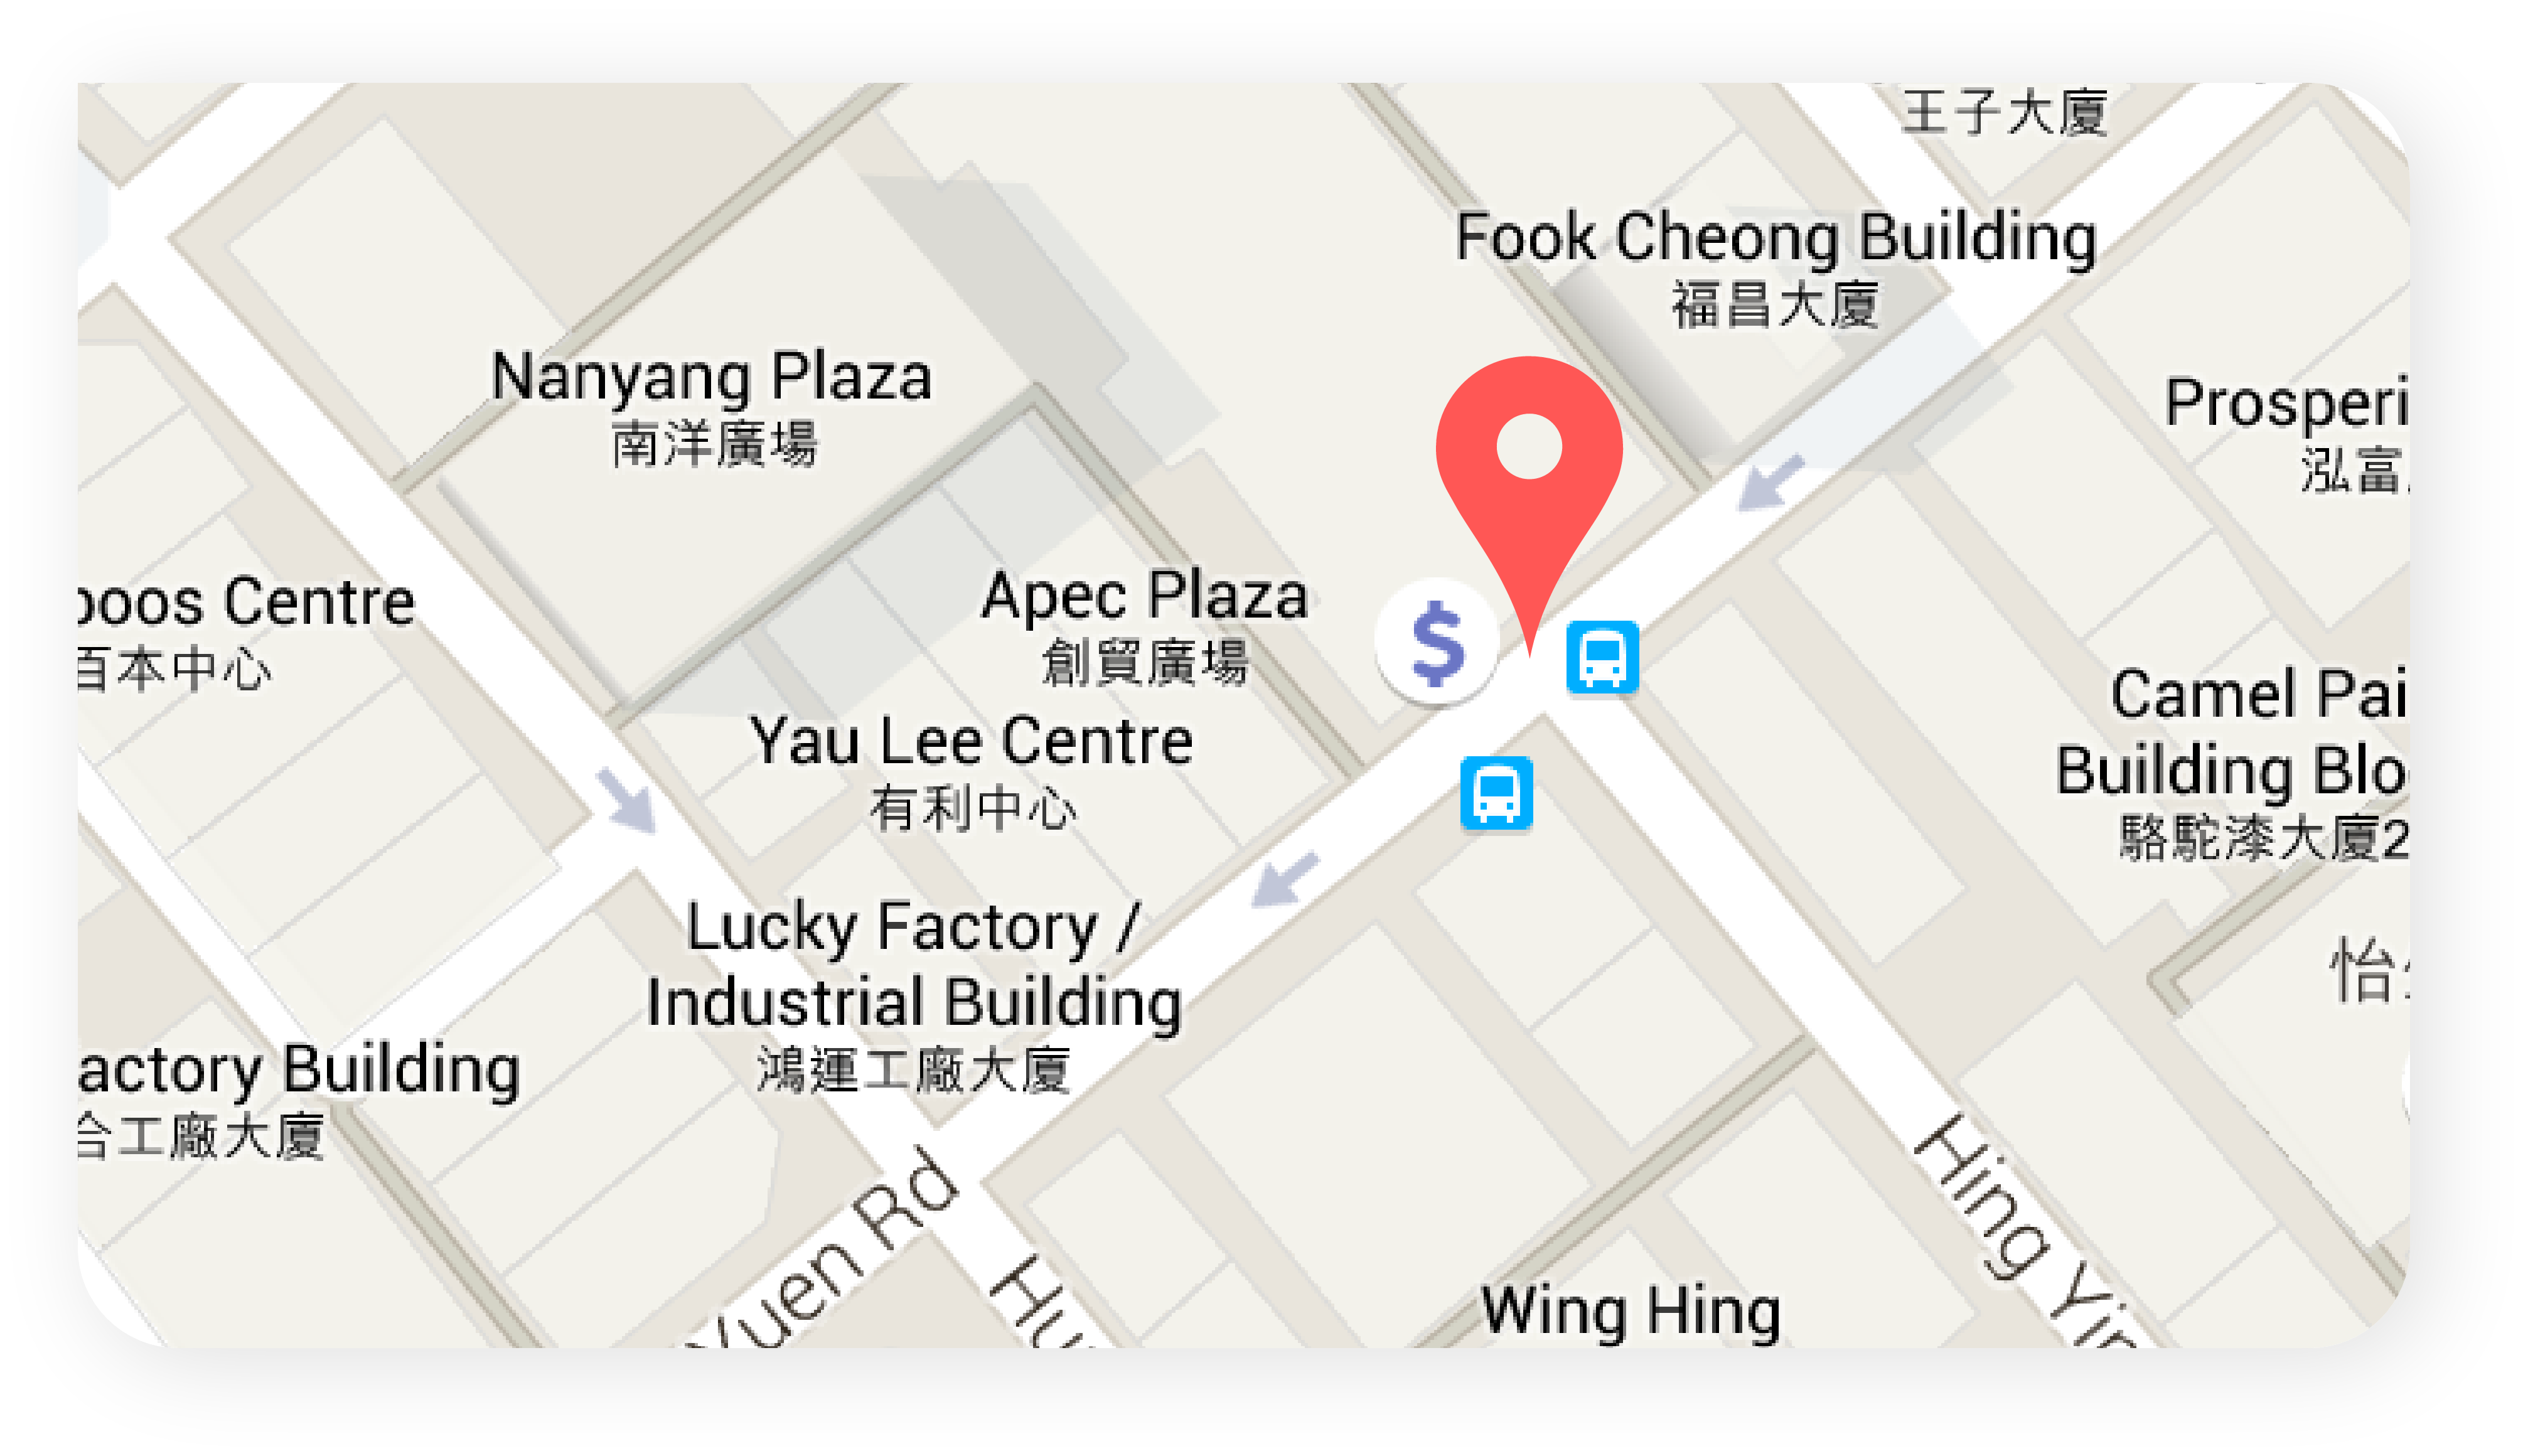 王子大廈
Fook Cheong Building
福昌大廈
Nanyang Plaza
南洋廣場
Prosperi
泓富
Apec Plaza
創貿廣場
$
poos Centre
百本中心
Yau Lee Centre
有利中心
Camel Pai
Building Blo
駱駝漆大廈2
Lucky Factory /
Industrial Building
鴻運工廠大廈
怡
actory Building
合工廠大廈
Yuen Rd
Hu
Hing Yin
Wing Hing